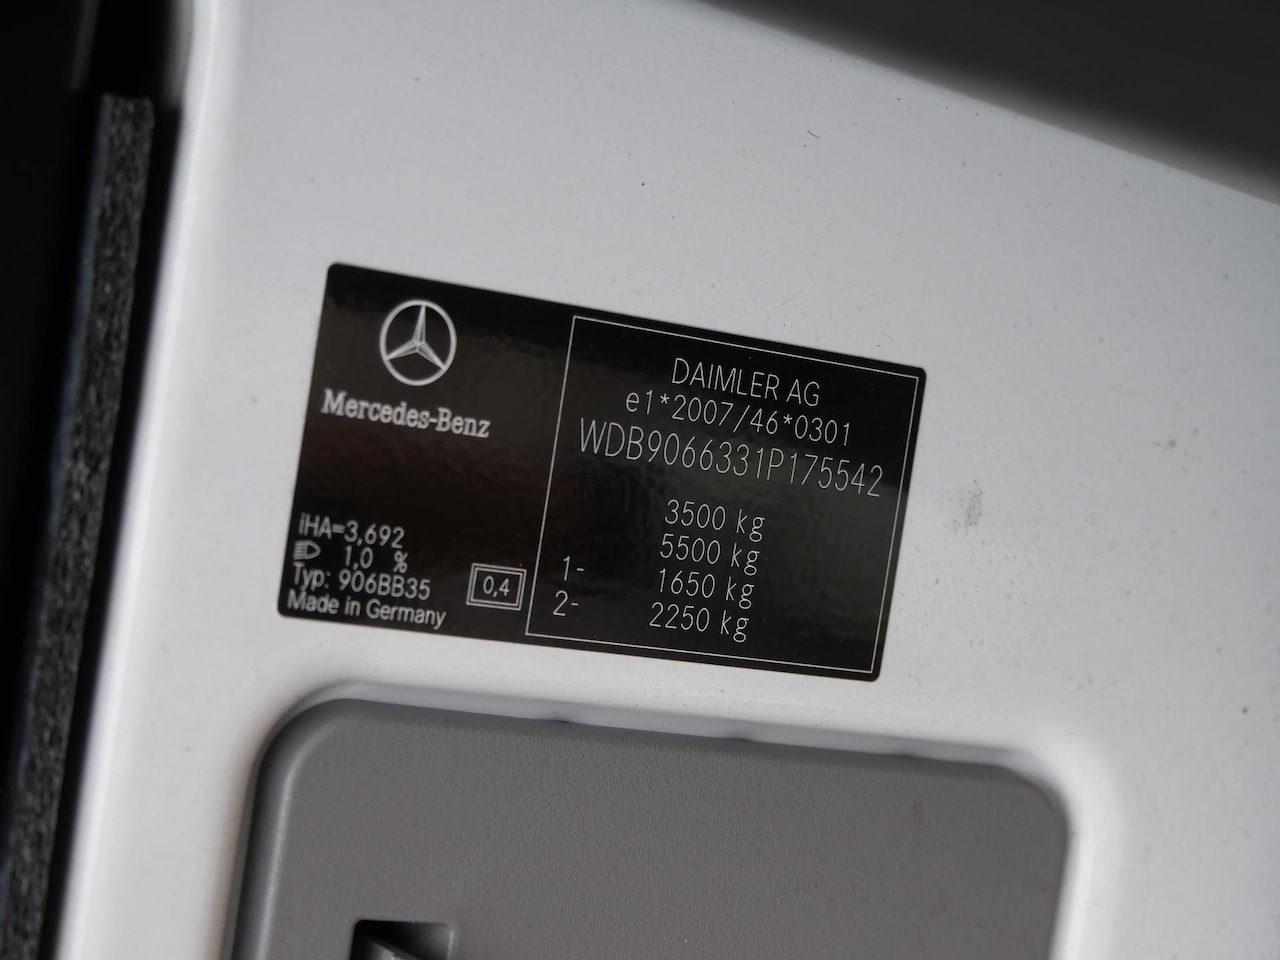 Mercedes-Benz
iHA=3,692
1,0 %
Typ: 906BB35
Made in Germany
0,4
DAIMLER AG
e1*2007/46*0301
WDB9066331P175542
3500 kg
5500 kg
1- 1650 kg
2- 2250 kg